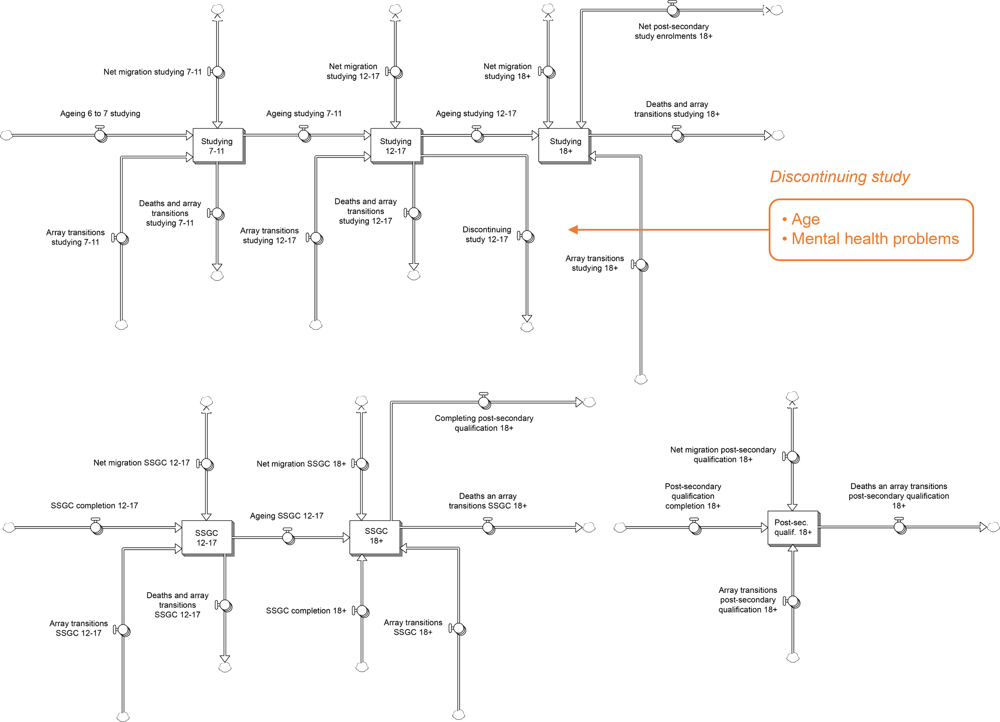 Net post-secondary
study enrolments 18+
Net migration studying 7-11
Net migration
studying 12-17
Net migration
studying 18+
Ageing 6 to 7 studying
Ageing studying 7-11
Ageing studying 12-17
Deaths and array
transitions studying 18+
Studying
7-11
Studying
12-17
Studying
18+
Discontinuing study
• Age
• Mental health problems
Deaths and array
transitions
studying 7-11
Deaths and array
transitions
studying 12-17
Array transitions
studying 7-11
Array transitions
studying 12-17
Discontinuing
study 12-17
Array transitions
studying 18+
Completing post-secondary
qualification 18+
Net migration SSGC 12-17
Net migration SSGC 18+
Net migration post-secondary
qualification 18+
SSGC completion 12-17
Ageing SSGC 12-17
Deaths an array
transitions SSGC 18+
Post-secondary
qualification
completion 18+
Deaths an array transitions
post-secondary qualification
18+
SSGC
12-17
SSGC
18+
Post-sec.
qualif. 18+
Deaths and array
transitions
SSGC 12-17
SSGC completion 18+
Array transitions
post-secondary
qualification 18+
Array transitions
SSGC 12-17
Array transitions
SSGC 18+